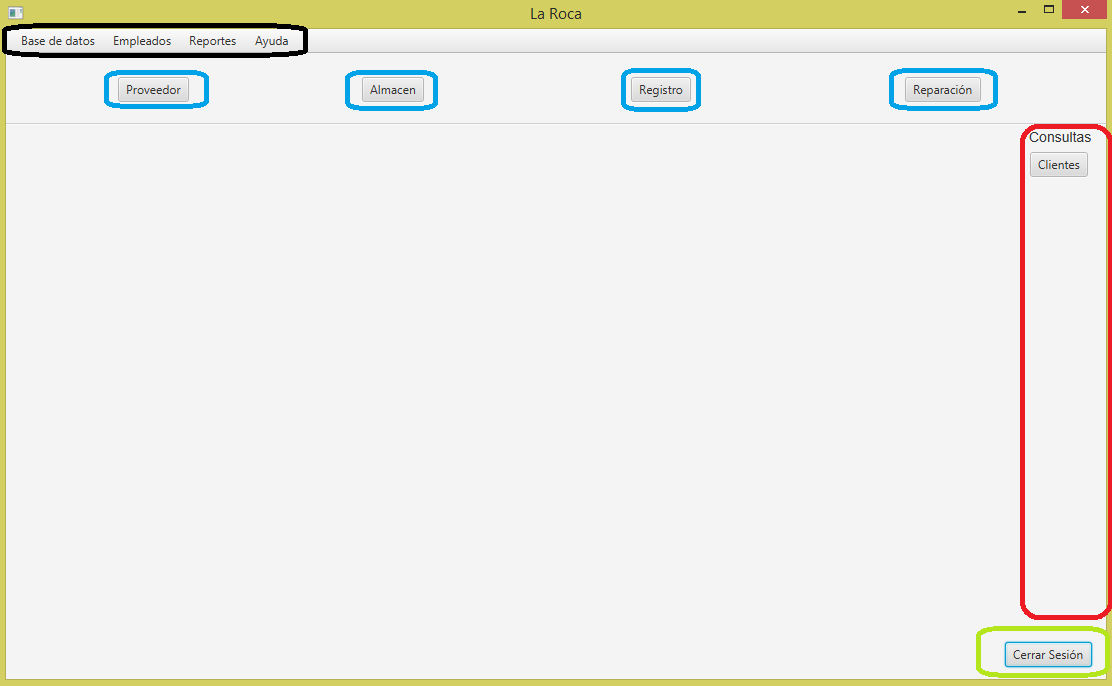 La Roca
Base de datos Empleados Reportes Ayuda
Proveedor Almacen Registro Reparación
Consultas
Clientes
Cerrar Sesión